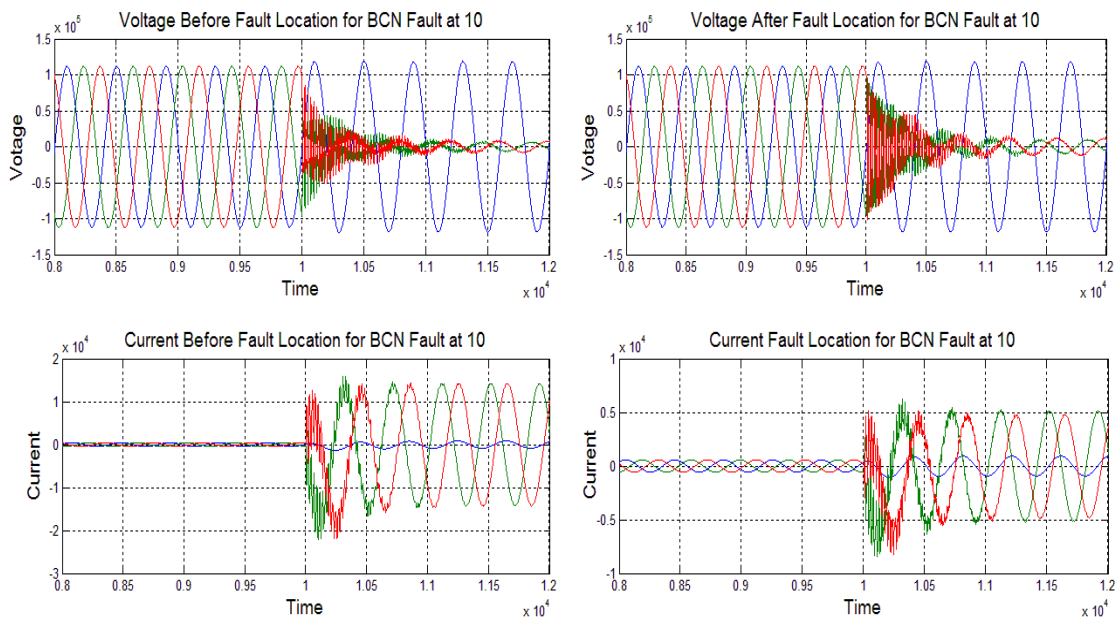 Voltage Before Fault Location for BCN Fault at 10
x 10^5
1.5
1
0.5
0
-0.5
-1
-1.5
Votage
0.8 0.85 0.9 0.95 1 1.05 1.1 1.15 1.2
Time
x 10^4
Voltage After Fault Location for BCN Fault at 10
x 10^5
1.5
1
0.5
0
-0.5
-1
-1.5
Votage
0.8 0.85 0.9 0.95 1 1.05 1.1 1.15 1.2
Time
x 10^4
Current Before Fault Location for BCN Fault at 10
x 10^4
2
1
0
-1
-2
-3
Current
0.8 0.85 0.9 0.95 1 1.05 1.1 1.15 1.2
Time
x 10^4
Current Fault Location for BCN Fault at 10
x 10^4
1
0.5
0
-0.5
-1
Current
0.8 0.85 0.9 0.95 1 1.05 1.1 1.15 1.2
Time
x 10^4